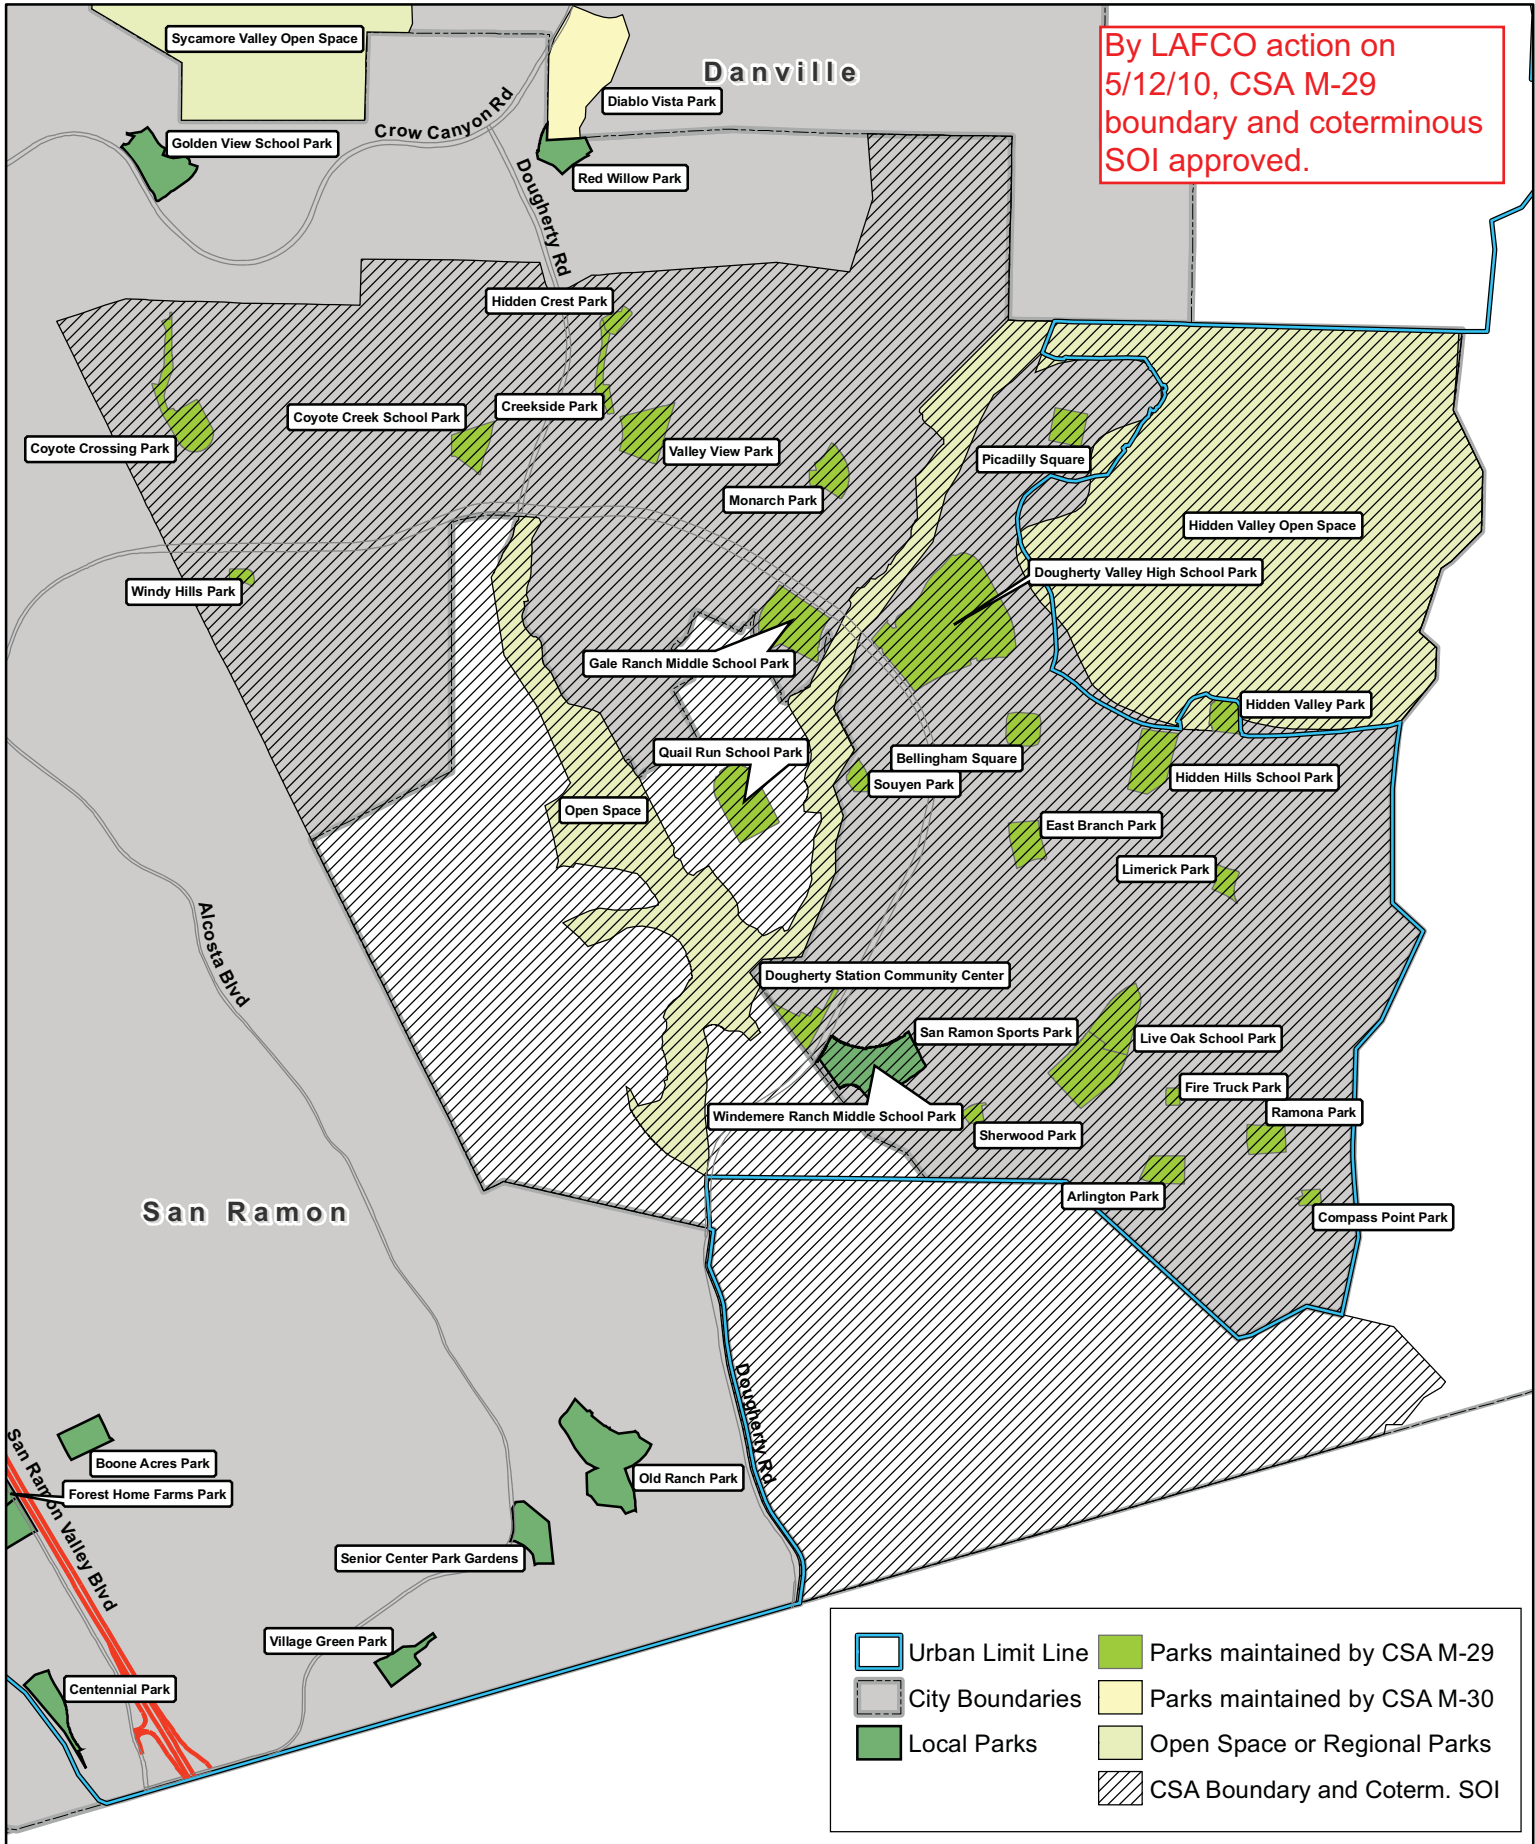 Sycamore Valley Open Space
Danville
By LAFCO action on
5/12/10, CSA M-29
boundary and coterminous
SOI approved.
Diablo Vista Park
Crow Canyon Rd
Golden View School Park
Red Willow Park
Dougherty Rd
Hidden Crest Park
Creekside Park
Coyote Creek School Park
Coyote Crossing Park
Valley View Park
Picadilly Square
Monarch Park
Hidden Valley Open Space
Dougherty Valley High School Park
Windy Hills Park
Gale Ranch Middle School Park
Hidden Valley Park
Quail Run School Park
Bellingham Square
Hidden Hills School Park
Souyen Park
Open Space
East Branch Park
Limerick Park
Alcosta Blvd
Dougherty Station Community Center
San Ramon Sports Park
Live Oak School Park
Fire Truck Park
Ramona Park
Windemere Ranch Middle School Park
Sherwood Park
Arlington Park
San Ramon
Compass Point Park
Dougherty Rd
Boone Acres Park
Old Ranch Park
Forest Home Farms Park
San Ramon Valley Blvd
Senior Center Park Gardens
Village Green Park
Centennial Park
Urban Limit Line
City Boundaries
Local Parks
Parks maintained by CSA M-29
Parks maintained by CSA M-30
Open Space or Regional Parks
CSA Boundary and Coterm. SOI